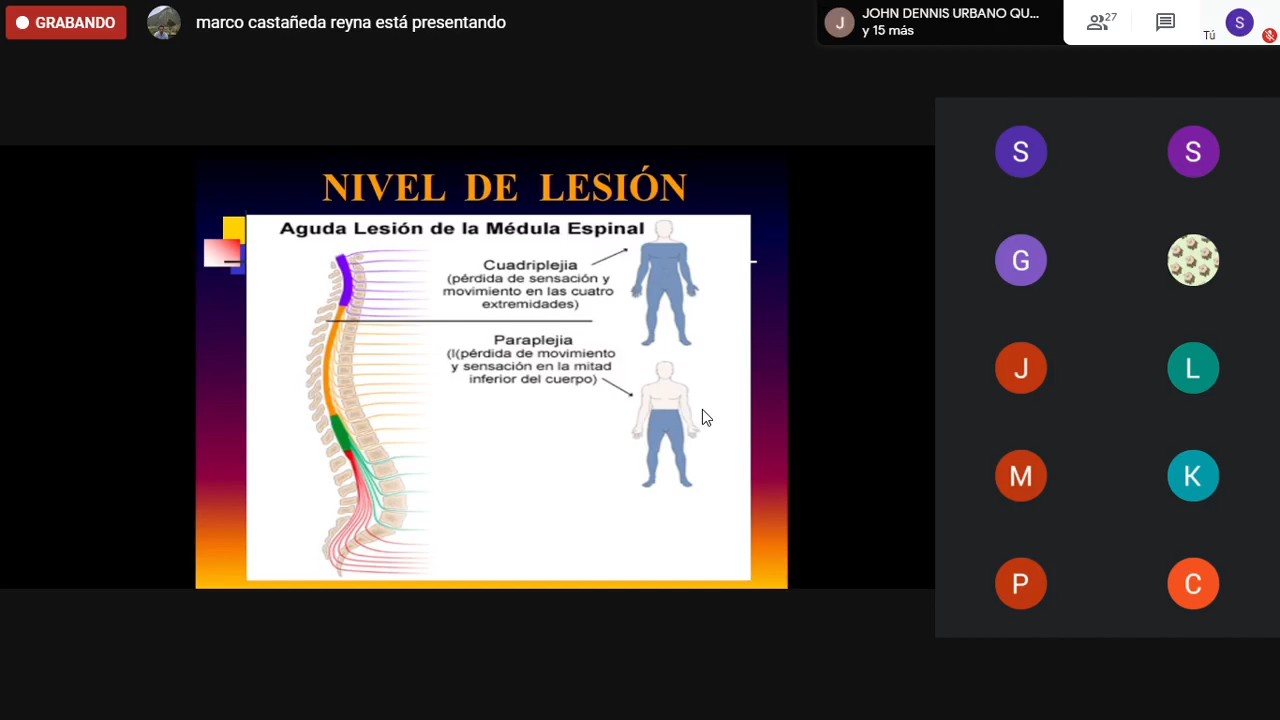 GRABANDO
marco castañeda reyna está presentando
JOHN DENNIS URBANO QU...
y 15 más
27
Tú
S
NIVEL DE LESIÓN
Aguda Lesión de la Médula Espinal
Cuadriplejia
(pérdida de sensación y
movimiento en las cuatro
extremidades)
Paraplejia
(l(pérdida de movimiento
y sensación en la mitad
inferior del cuerpo)
J
S
S
G
J
L
M
K
P
C